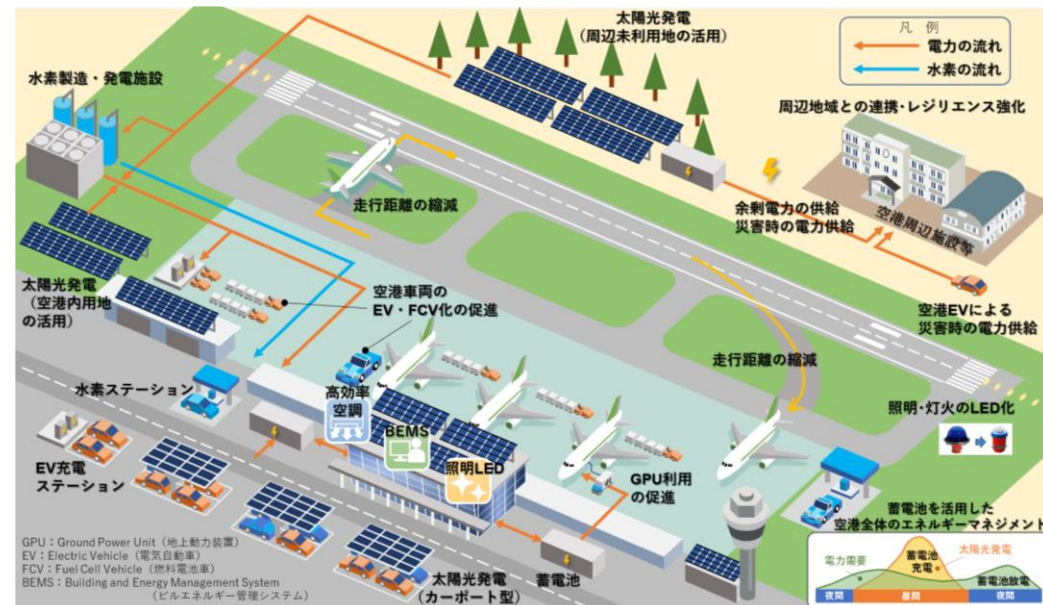 太陽光発電
（周辺未利用地の活用）
凡　例
電力の流れ
水素の流れ
水素製造・発電施設
周辺地域との連携・レジリエンス強化
走行距離の縮減
余剰電力の供給
災害時の電力供給
空港周辺施設等
太陽光発電
（空港内用地
の活用）
空港車両の
EV・FCV化の促進
空港EVによる
災害時の電力供給
走行距離の縮減
水素ステーション
高効率
空調
BEMS
照明LED
照明・灯火のLED化
EV充電
ステーション
GPU利用
の促進
蓄電池を活用した
空港全体のエネルギーマネジメント
GPU：Ground Power Unit（地上動力装置）
EV：Electric Vehicle（電気自動車）
FCV：Fuel Cell Vehicle（燃料電池車）
BEMS：Building and Energy Management System
（ビルエネルギー管理システム）
太陽光発電
（カーポート型）
蓄電池
電力需要
蓄電池
充電
太陽光発電
蓄電池放電
夜間
昼間
夜間